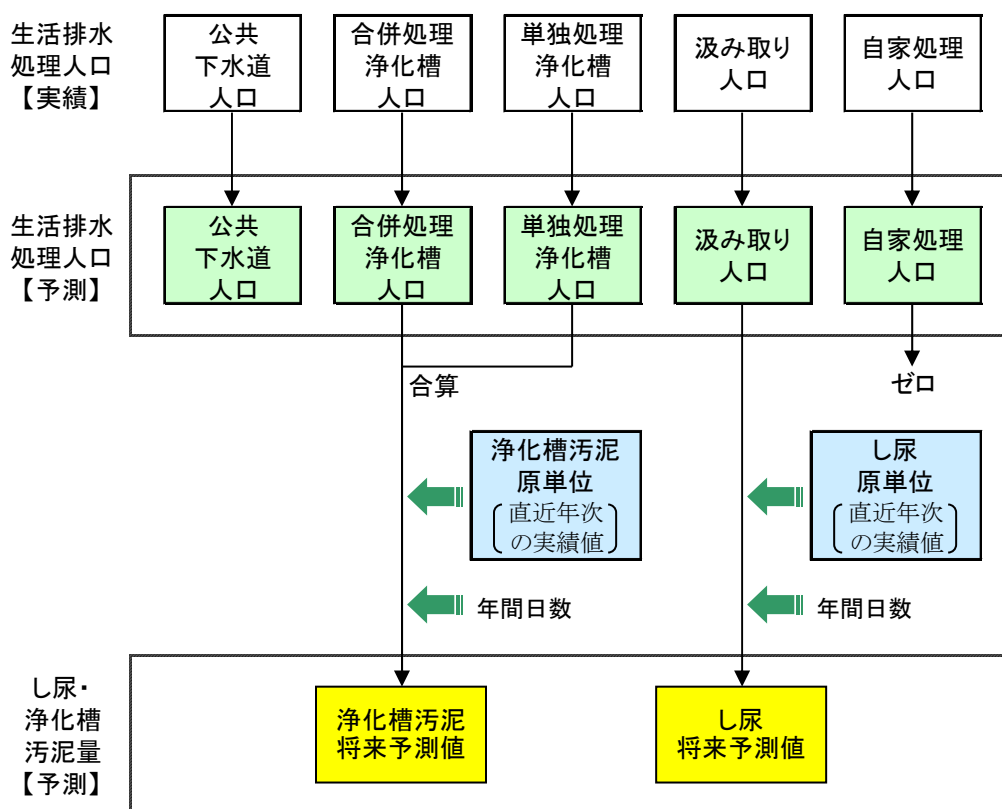 生活排水
処理人口
【実績】
公共
下水道
人口
合併処理
浄化槽
人口
単独処理
浄化槽
人口
汲み取り
人口
自家処理
人口
生活排水
処理人口
【予測】
公共
下水道
人口
合併処理
浄化槽
人口
単独処理
浄化槽
人口
汲み取り
人口
自家処理
人口
合算
ゼロ
浄化槽汚泥
原単位
直近年次
の実績値
し尿
原単位
直近年次
の実績値
年間日数
年間日数
し尿・
浄化槽
汚泥量
【予測】
浄化槽汚泥
将来予測値
し尿
将来予測値